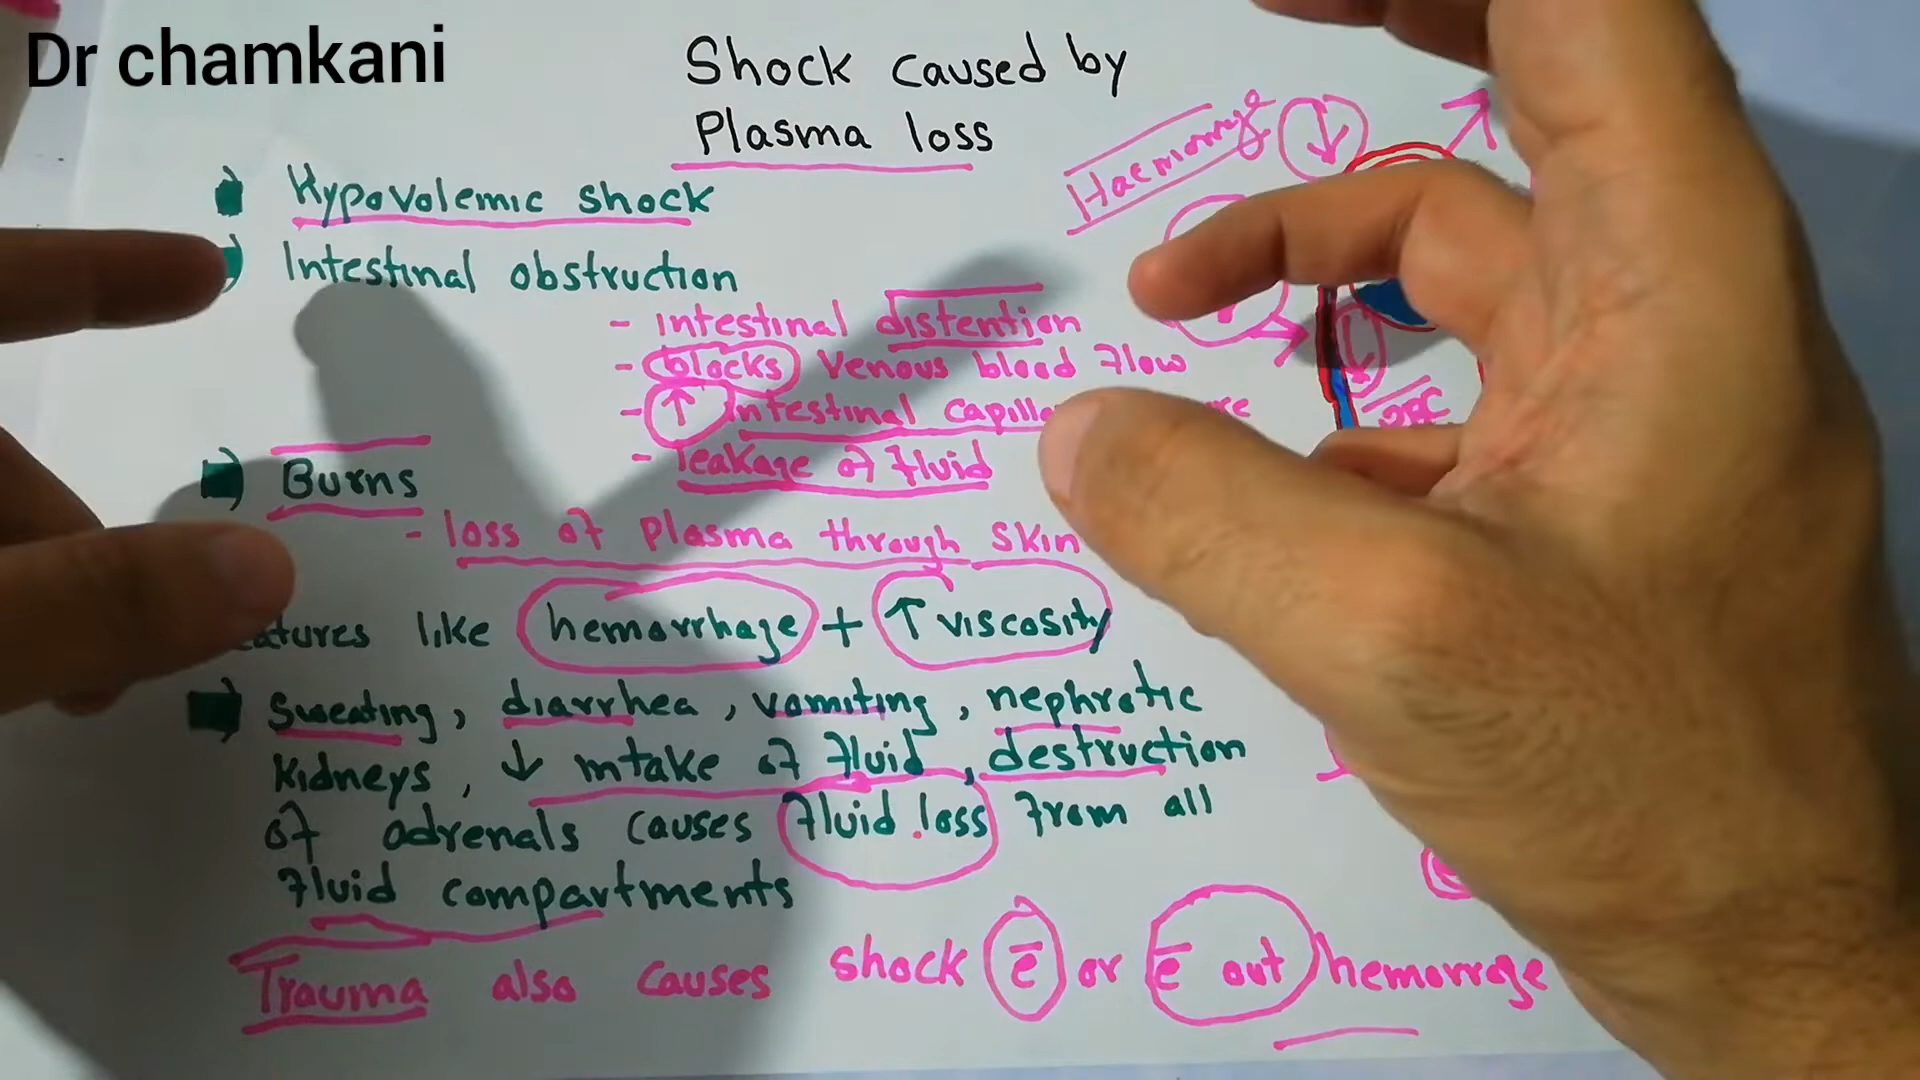 Dr chamkani
Shock caused by
Plasma loss
Haemorrage ↓
Hypovolemic shock
Intestinal obstruction
- Intestinal distention
- blocks venous blood flow
- ↑ Intestinal
- leakage of fluid
Burns
- loss of plasma through skin
like hemorrhage + ↑ viscosity
Sweating, diarrhea, vomiting, nephrotic
kidneys, ↓ intake of fluid, destruction
of adrenals causes fluid loss from all
fluid compartments
Trauma also causes shock c̄ or c̄ out hemorrage